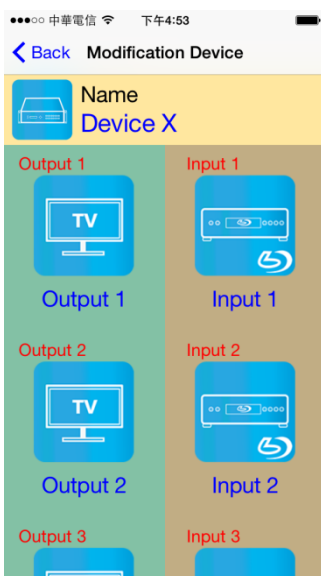 中華電信 下午4:53
Back Modification Device
Name
Device X
Output 1 Input 1
TV
Output 1 Input 1
Output 2 Input 2
TV
Output 2 Input 2
Output 3 Input 3